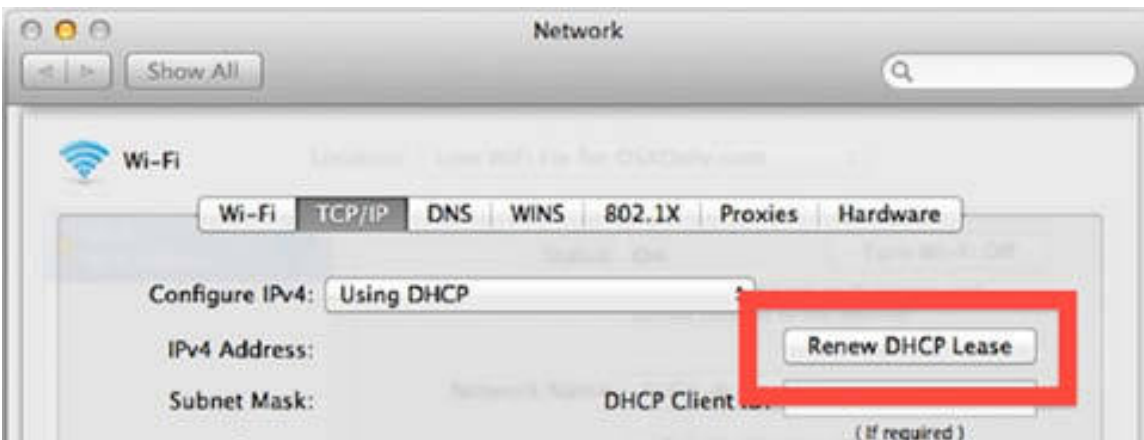 Network
Show All
Wi-Fi
Wi-Fi TCP/IP DNS WINS 802.1X Proxies Hardware
Configure IPv4: Using DHCP
IPv4 Address: Renew DHCP Lease
Subnet Mask: DHCP Client
(If required)